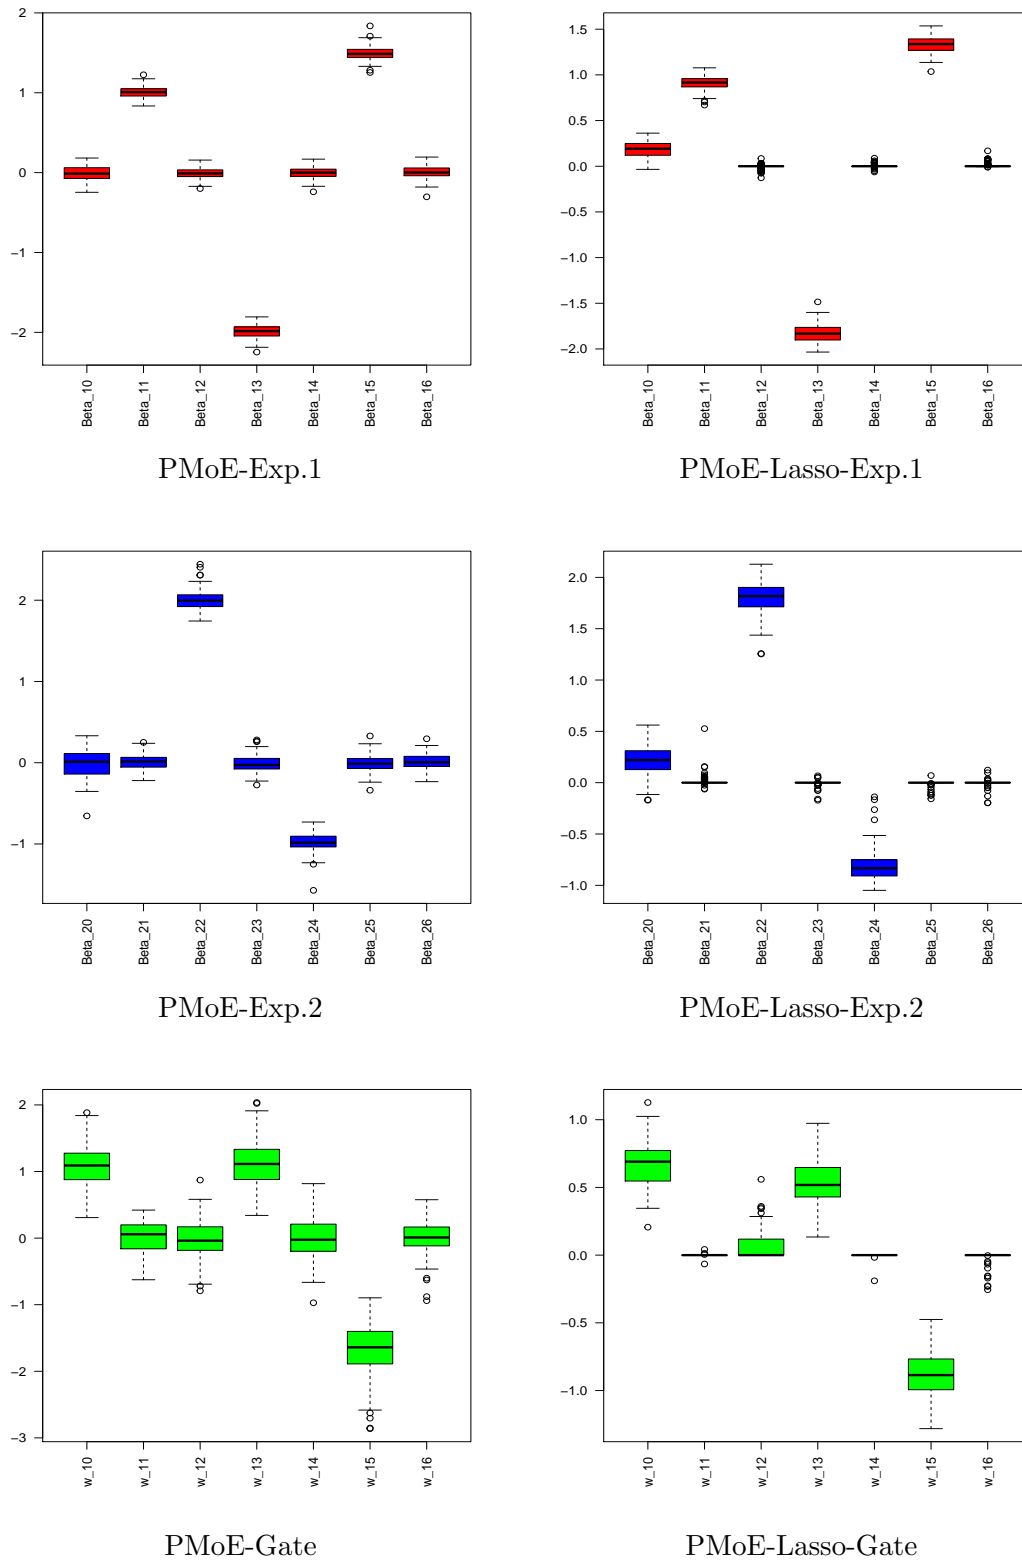 2
1
0
−1
−2
Beta_10
Beta_11
Beta_12
Beta_13
Beta_14
Beta_15
Beta_16
PMoE-Exp.1
1.5
1.0
0.5
0.0
−0.5
−1.0
−1.5
−2.0
Beta_10
Beta_11
Beta_12
Beta_13
Beta_14
Beta_15
Beta_16
PMoE-Lasso-Exp.1
2
1
0
−1
Beta_20
Beta_21
Beta_22
Beta_23
Beta_24
Beta_25
Beta_26
PMoE-Exp.2
2.0
1.5
1.0
0.5
0.0
−0.5
−1.0
Beta_20
Beta_21
Beta_22
Beta_23
Beta_24
Beta_25
Beta_26
PMoE-Lasso-Exp.2
2
1
0
−1
−2
−3
w_10
w_11
w_12
w_13
w_14
w_15
w_16
PMoE-Gate
1.0
0.5
0.0
−0.5
−1.0
w_10
w_11
w_12
w_13
w_14
w_15
w_16
PMoE-Lasso-Gate